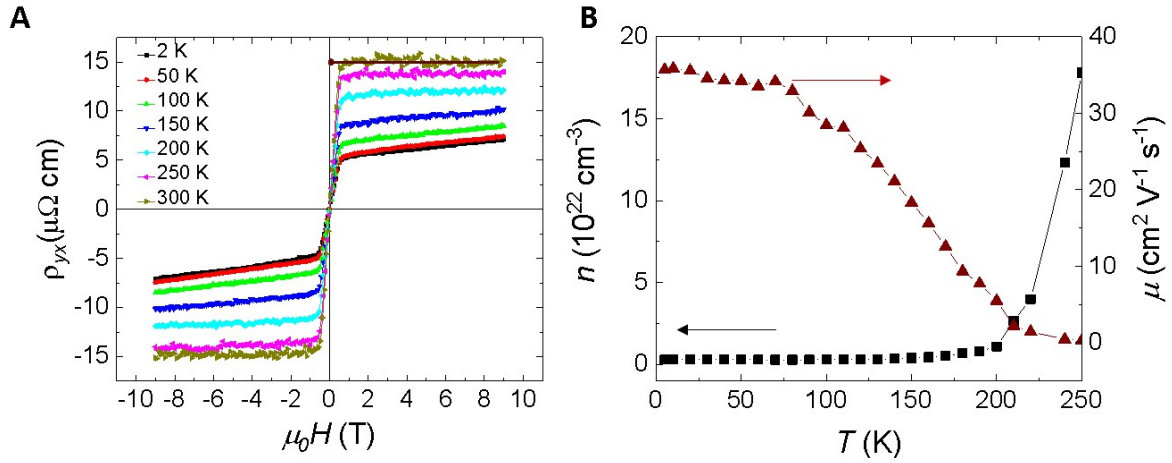 A
15
10
5
0
-5
-10
-15
ρyx(μΩ cm)
2 K
50 K
100 K
150 K
200 K
250 K
300 K
-10 -8 -6 -4 -2 0 2 4 6 8 10
μ0H (T)
B
20
15
10
5
0
n (10^22 cm^-3)
40
30
20
10
0
μ (cm^2 V^-1 s^-1)
0 50 100 150 200 250
T (K)